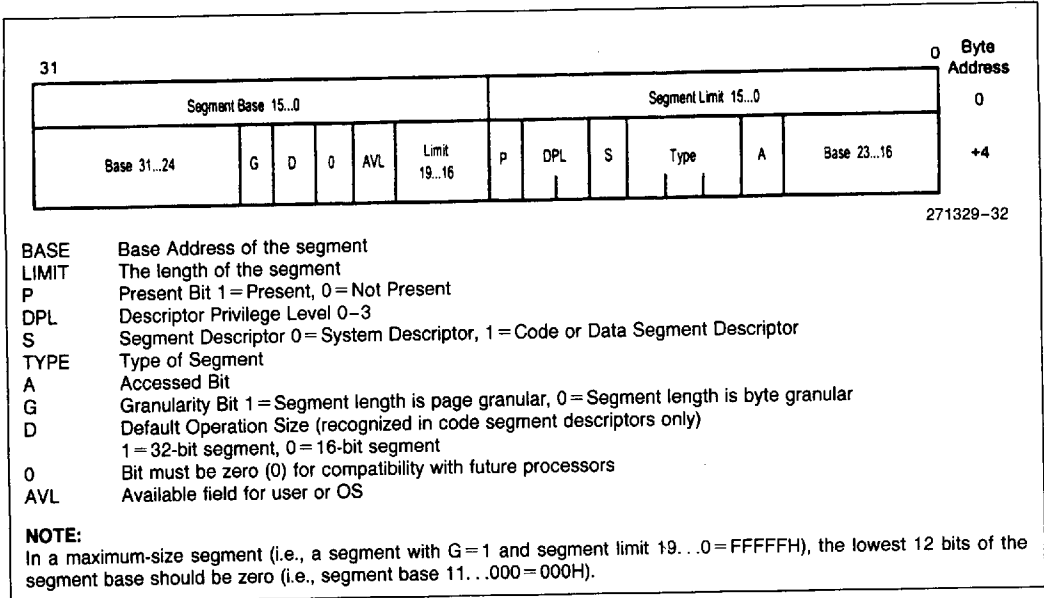 31 0 Byte Address
Segment Base 15...0 Segment Limit 15...0 0
Base 31...24 G D 0 AVL Limit 19...16 P DPL S Type A Base 23...16 +4
271329-32
BASE Base Address of the segment
LIMIT The length of the segment
P Present Bit 1=Present, 0=Not Present
DPL Descriptor Privilege Level 0-3
S Segment Descriptor 0=System Descriptor, 1=Code or Data Segment Descriptor
TYPE Type of Segment
A Accessed Bit
G Granularity Bit 1=Segment length is page granular, 0=Segment length is byte granular
D Default Operation Size (recognized in code segment descriptors only)
1=32-bit segment, 0=16-bit segment
0 Bit must be zero (0) for compatibility with future processors
AVL Available field for user or OS
NOTE:
In a maximum-size segment (i.e., a segment with G=1 and segment limit 19...0=FFFFFH), the lowest 12 bits of the
segment base should be zero (i.e., segment base 11...000=000H).